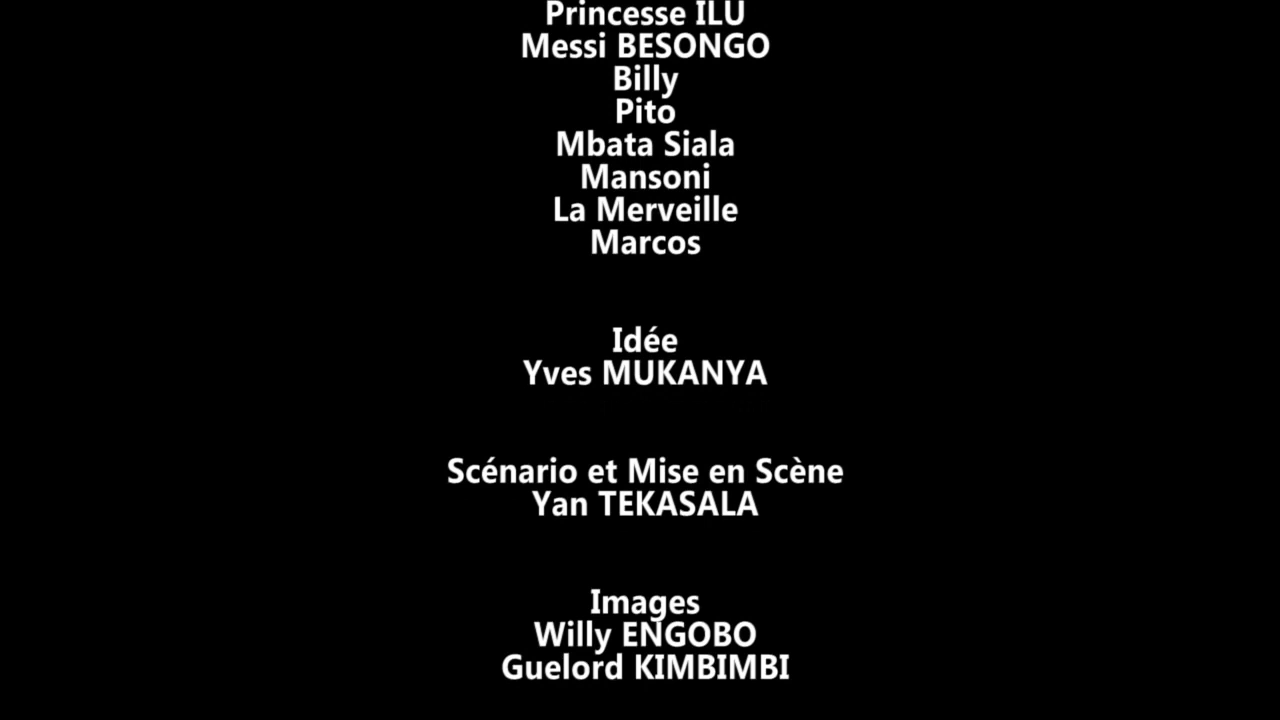 Princesse ILU
Messi BESONGO
Billy
Pito
Mbata Siala
Mansoni
La Merveille
Marcos
Idée
Yves MUKANYA
Scénario et Mise en Scène
Yan TEKASALA
Images
Willy ENGOBO
Guelord KIMBIMBI